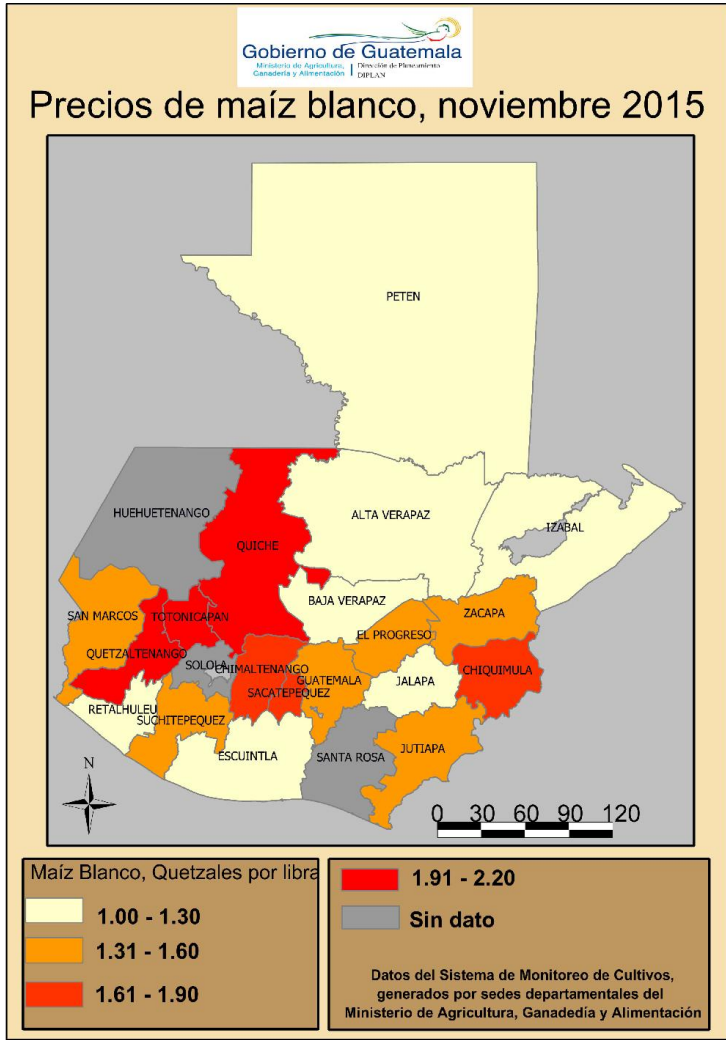 Gobierno de Guatemala
Ministerio de Agricultura,
Ganadería y Alimentación
Dirección de Planeamiento
DIPLAN
Precios de maíz blanco, noviembre 2015
PETEN
HUEHUETENANGO
ALTA VERAPAZ
IZABAL
QUICHE
BAJA VERAPAZ
SAN MARCOS
TOTONICAPAN
ZACAPA
EL PROGRESO
QUETZALTENANGO
SOLOLA
CHIMALTENANGO
CHIQUIMULA
GUATEMALA
JALAPA
SACATEPEQUEZ
RETALHULEU
SUCHITEPEQUEZ
JUTIAPA
ESCUINTLA
SANTA ROSA
N
0 30 60 90 120
Maíz Blanco, Quetzales por libra
1.00 - 1.30
1.31 - 1.60
1.61 - 1.90
1.91 - 2.20
Sin dato
Datos del Sistema de Monitoreo de Cultivos,
generados por sedes departamentales del
Ministerio de Agricultura, Ganadedía y Alimentación